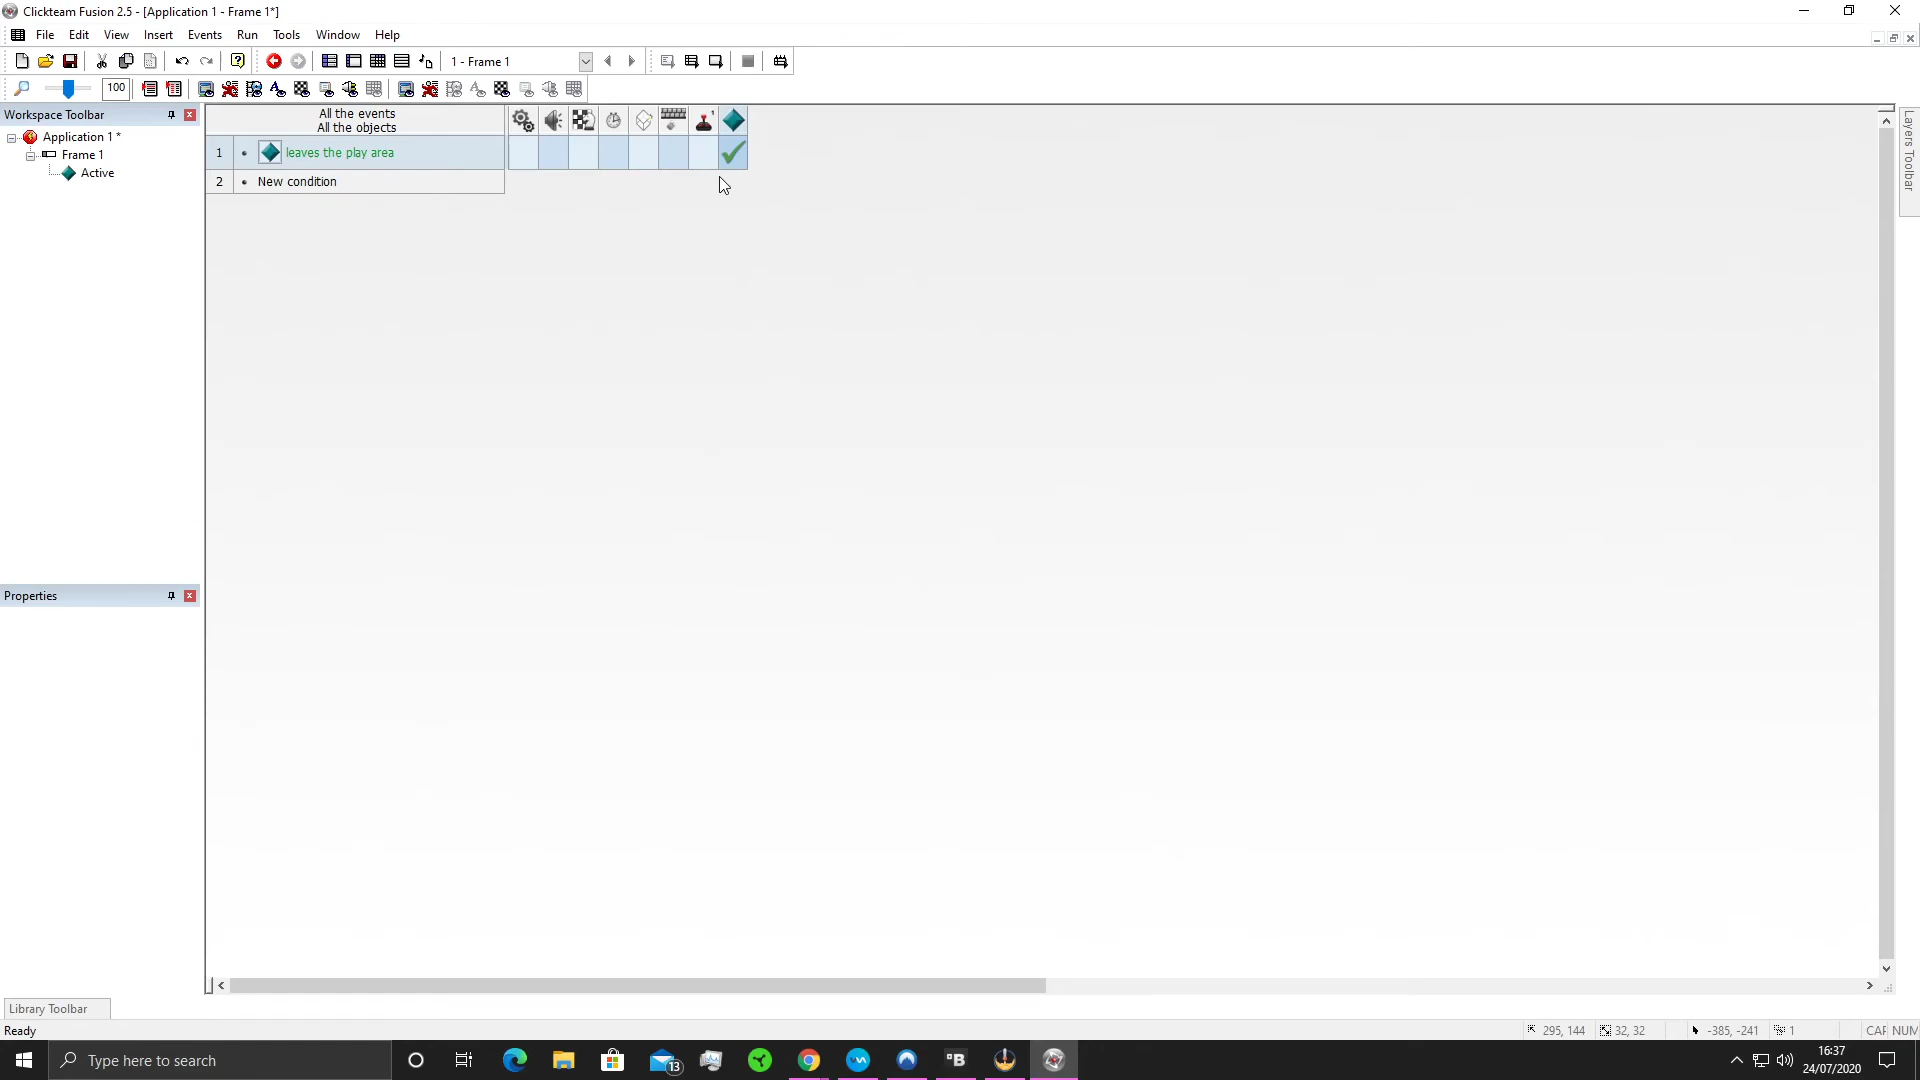 Clickteam Fusion 2.5 - [Application 1 - Frame 1*]
File Edit View Insert Events Run Tools Window Help
1 - Frame 1
100
Workspace Toolbar
Application 1 *
Frame 1
Active
All the events
All the objects
1 leaves the play area
2 New condition
Layers Toolbar
Properties
Library Toolbar
Ready
295, 144 32, 32 -385, -241 1 CAF NUM
Type here to search
13
16:37
24/07/2020